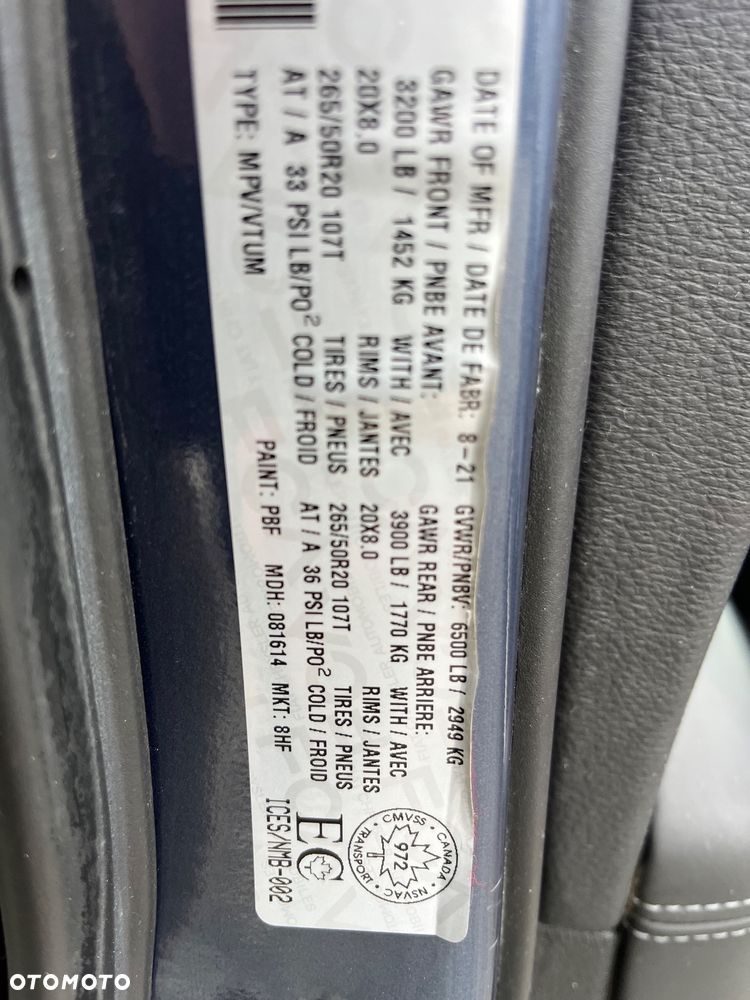 DATE OF MFR / DATE DE FABR: 8-21 GVWR/PNBV: 6500 LB / 2949 KG
GAWR FRONT / PNBE AVANT: GAWR REAR / PNBE ARRIERE:
3200 LB / 1452 KG WITH / AVEC 3900 LB / 1770 KG WITH / AVEC
20X8.0 RIMS / JANTES 20X8.0 RIMS / JANTES
265/50R20 107T TIRES / PNEUS 265/50R20 107T TIRES / PNEUS
AT / A 33 PSI LB/PO² COLD / FROID AT / A 36 PSI LB/PO² COLD / FROID
TYPE: MPV/VTUM PAINT: PBF MDH: 081614 MKT: 8HF
CMVSS · CANADA · NSVAC · TRANSPORT ·
972
EC
ICES/NMB-002
OTOMOTO